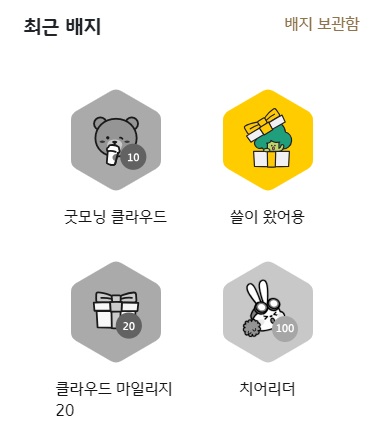 최근 배지
배지 보관함
10
굿모닝 클라우드
쓸이 왔어용
20
클라우드 마일리지
20
100
치어리더